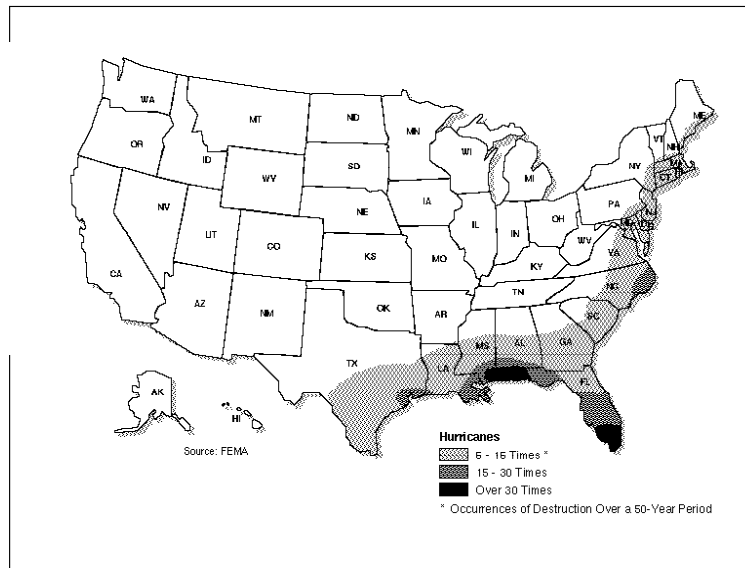 WA
MT
ND
MN
ME
OR
ID
WY
SD
WI
MI
VT
NH
NY
MA
CT
RI
NV
UT
CO
NE
IA
IL
IN
OH
PA
NJ
CA
KS
MO
WV
VA
KY
AZ
NM
OK
AR
TN
NC
SC
TX
LA
MS
AL
GA
FL
AK
HI
Source: FEMA
Hurricanes
5 - 15 Times *
15 - 30 Times
Over 30 Times
* Occurrences of Destruction Over a 50-Year Period